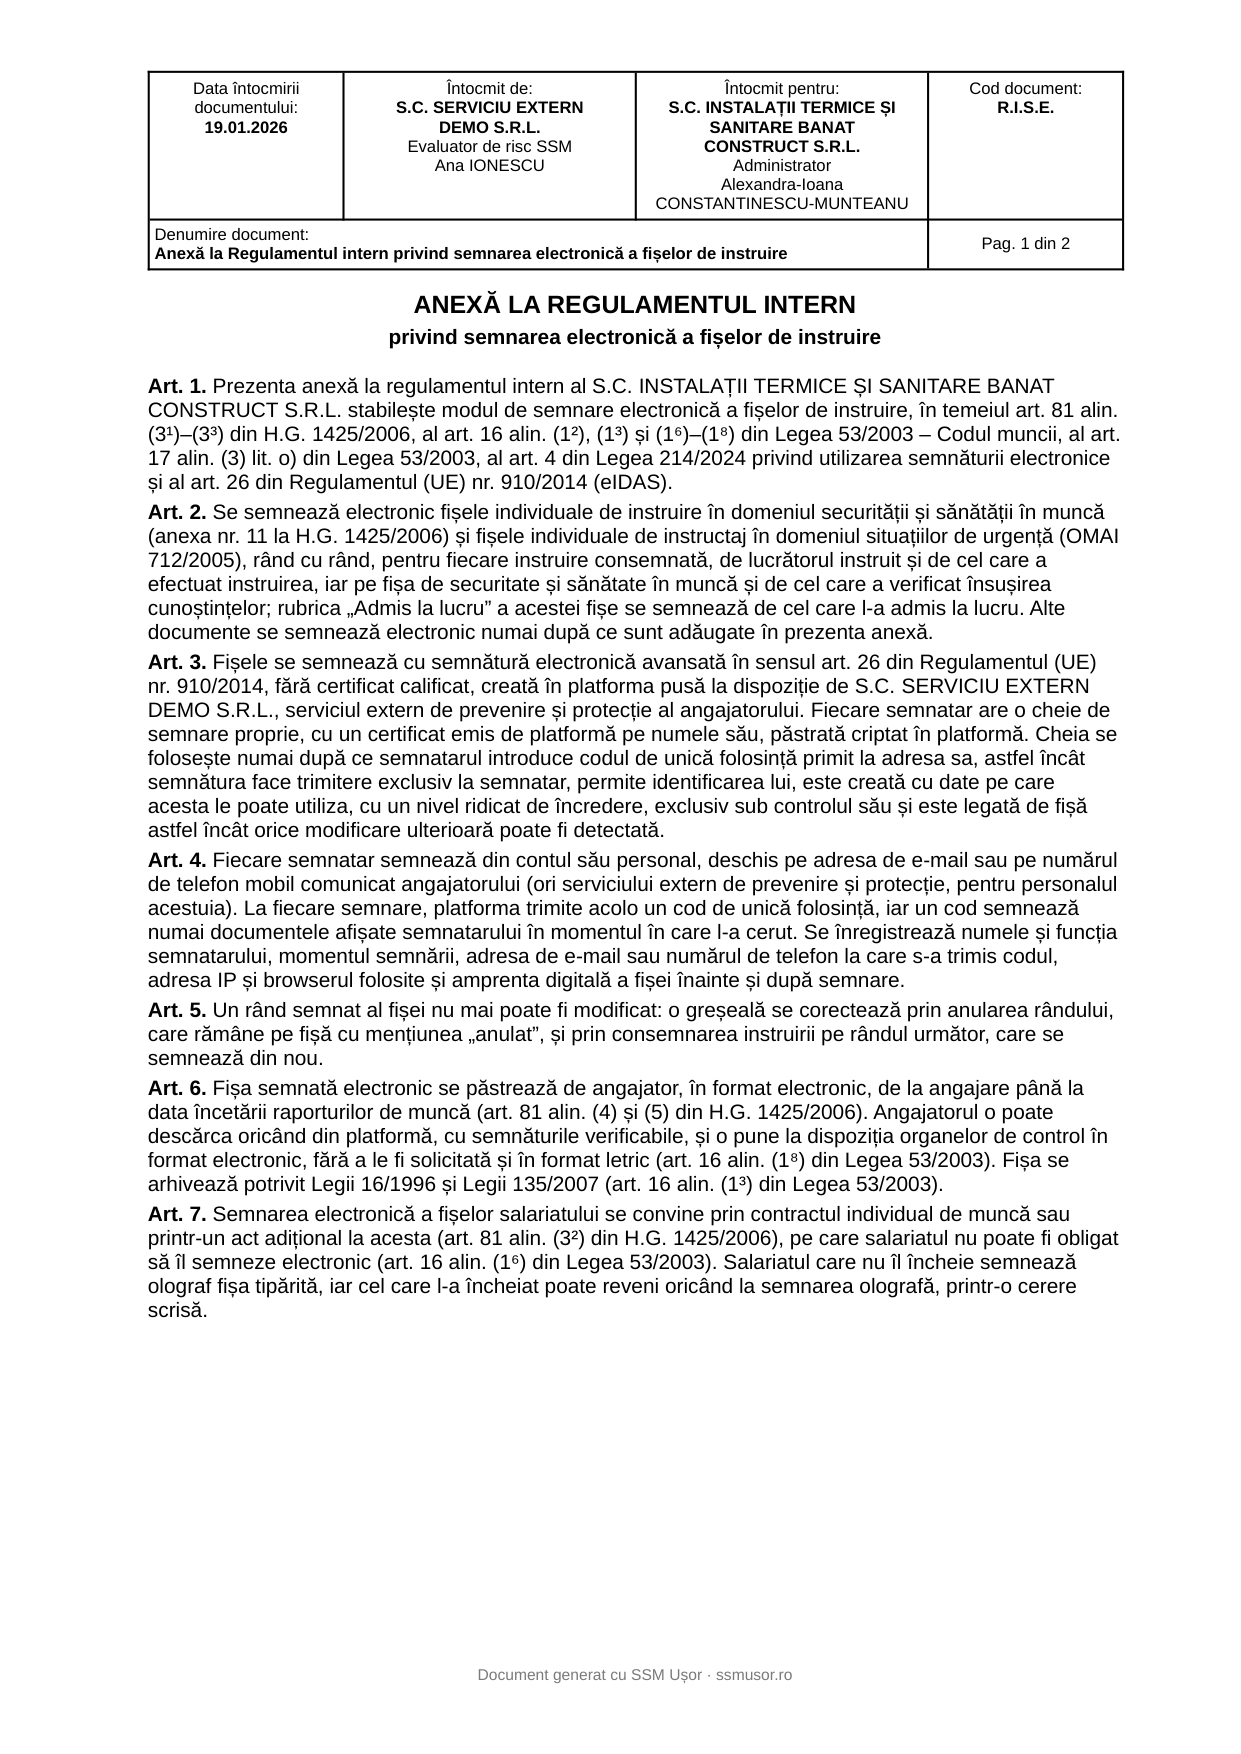 Data întocmirii
documentului:
19.01.2026
Întocmit de:
S.C. SERVICIU EXTERN
DEMO S.R.L.
Evaluator de risc SSM
Ana IONESCU
Întocmit pentru:
S.C. INSTALAȚII TERMICE ȘI
SANITARE BANAT
CONSTRUCT S.R.L.
Administrator
Alexandra-Ioana
CONSTANTINESCU-MUNTEANU
Cod document:
R.I.S.E.
Denumire document:
Anexă la Regulamentul intern privind semnarea electronică a fișelor de instruire
Pag. 1 din 2
ANEXĂ LA REGULAMENTUL INTERN
privind semnarea electronică a fișelor de instruire
Art. 1. Prezenta anexă la regulamentul intern al S.C. INSTALAȚII TERMICE ȘI SANITARE BANAT
CONSTRUCT S.R.L. stabilește modul de semnare electronică a fișelor de instruire, în temeiul art. 81 alin.
(3¹)–(3³) din H.G. 1425/2006, al art. 16 alin. (1²), (1³) și (1⁶)–(1⁸) din Legea 53/2003 – Codul muncii, al art.
17 alin. (3) lit. o) din Legea 53/2003, al art. 4 din Legea 214/2024 privind utilizarea semnăturii electronice
și al art. 26 din Regulamentul (UE) nr. 910/2014 (eIDAS).
Art. 2. Se semnează electronic fișele individuale de instruire în domeniul securității și sănătății în muncă
(anexa nr. 11 la H.G. 1425/2006) și fișele individuale de instructaj în domeniul situațiilor de urgență (OMAI
712/2005), rând cu rând, pentru fiecare instruire consemnată, de lucrătorul instruit și de cel care a
efectuat instruirea, iar pe fișa de securitate și sănătate în muncă și de cel care a verificat însușirea
cunoștințelor; rubrica „Admis la lucru” a acestei fișe se semnează de cel care l-a admis la lucru. Alte
documente se semnează electronic numai după ce sunt adăugate în prezenta anexă.
Art. 3. Fișele se semnează cu semnătură electronică avansată în sensul art. 26 din Regulamentul (UE)
nr. 910/2014, fără certificat calificat, creată în platforma pusă la dispoziție de S.C. SERVICIU EXTERN
DEMO S.R.L., serviciul extern de prevenire și protecție al angajatorului. Fiecare semnatar are o cheie de
semnare proprie, cu un certificat emis de platformă pe numele său, păstrată criptat în platformă. Cheia se
folosește numai după ce semnatarul introduce codul de unică folosință primit la adresa sa, astfel încât
semnătura face trimitere exclusiv la semnatar, permite identificarea lui, este creată cu date pe care
acesta le poate utiliza, cu un nivel ridicat de încredere, exclusiv sub controlul său și este legată de fișă
astfel încât orice modificare ulterioară poate fi detectată.
Art. 4. Fiecare semnatar semnează din contul său personal, deschis pe adresa de e-mail sau pe numărul
de telefon mobil comunicat angajatorului (ori serviciului extern de prevenire și protecție, pentru personalul
acestuia). La fiecare semnare, platforma trimite acolo un cod de unică folosință, iar un cod semnează
numai documentele afișate semnatarului în momentul în care l-a cerut. Se înregistrează numele și funcția
semnatarului, momentul semnării, adresa de e-mail sau numărul de telefon la care s-a trimis codul,
adresa IP și browserul folosite și amprenta digitală a fișei înainte și după semnare.
Art. 5. Un rând semnat al fișei nu mai poate fi modificat: o greșeală se corectează prin anularea rândului,
care rămâne pe fișă cu mențiunea „anulat”, și prin consemnarea instruirii pe rândul următor, care se
semnează din nou.
Art. 6. Fișa semnată electronic se păstrează de angajator, în format electronic, de la angajare până la
data încetării raporturilor de muncă (art. 81 alin. (4) și (5) din H.G. 1425/2006). Angajatorul o poate
descărca oricând din platformă, cu semnăturile verificabile, și o pune la dispoziția organelor de control în
format electronic, fără a le fi solicitată și în format letric (art. 16 alin. (1⁸) din Legea 53/2003). Fișa se
arhivează potrivit Legii 16/1996 și Legii 135/2007 (art. 16 alin. (1³) din Legea 53/2003).
Art. 7. Semnarea electronică a fișelor salariatului se convine prin contractul individual de muncă sau
printr-un act adițional la acesta (art. 81 alin. (3²) din H.G. 1425/2006), pe care salariatul nu poate fi obligat
să îl semneze electronic (art. 16 alin. (1⁶) din Legea 53/2003). Salariatul care nu îl încheie semnează
olograf fișa tipărită, iar cel care l-a încheiat poate reveni oricând la semnarea olografă, printr-o cerere
scrisă.
Document generat cu SSM Ușor · ssmusor.ro